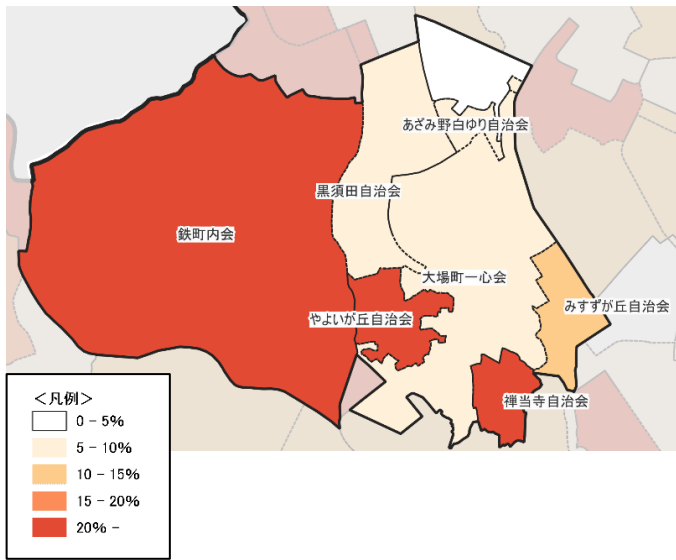 あざみ野白ゆり自治会
黒須田自治会
鉄町内会
大場町一心会
みすずが丘自治会
やよいが丘自治会
禅当寺自治会
＜凡例＞
0 - 5%
5 - 10%
10 - 15%
15 - 20%
20% -